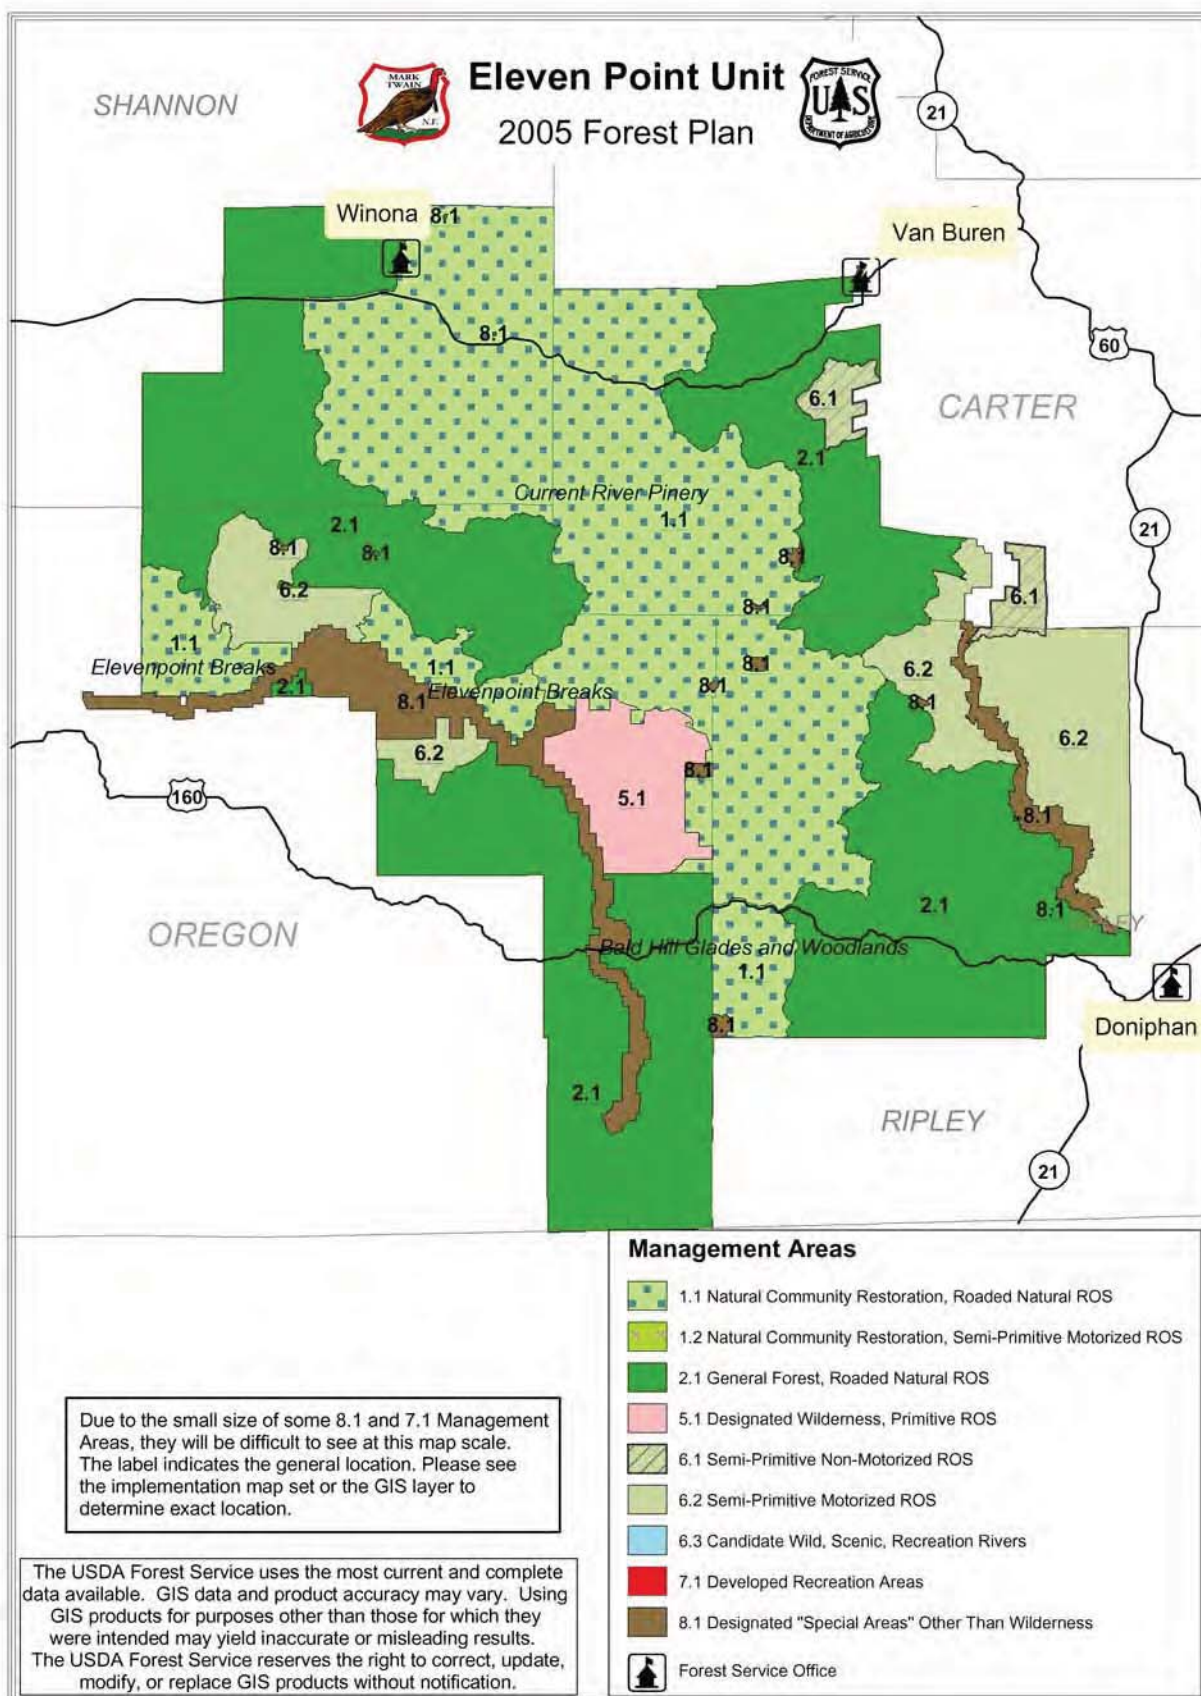 Eleven Point Unit
2005 Forest Plan
MARK
TWAIN
N.F.
FOREST SERVICE
U S
DEPARTMENT OF AGRICULTURE
SHANNON
21
Winona
8.1
Van Buren
8.1
60
6.1
CARTER
2.1
Current River Pinery
1.1
21
2.1
8.1
8.1
8.1
6.2
6.1
8.1
1.1
Elevenpoint Breaks
1.1
8.1
6.2
2.1
8.1
Elevenpoint Breaks
8.1
8.1
6.2
6.2
8.1
160
5.1
8.1
2.1
8.1
OREGON
Bald Hill Glades and Woodlands
1.1
8.1
Doniphan
2.1
RIPLEY
21
Management Areas
1.1 Natural Community Restoration, Roaded Natural ROS
1.2 Natural Community Restoration, Semi-Primitive Motorized ROS
2.1 General Forest, Roaded Natural ROS
5.1 Designated Wilderness, Primitive ROS
6.1 Semi-Primitive Non-Motorized ROS
6.2 Semi-Primitive Motorized ROS
6.3 Candidate Wild, Scenic, Recreation Rivers
7.1 Developed Recreation Areas
8.1 Designated "Special Areas" Other Than Wilderness
Forest Service Office
Due to the small size of some 8.1 and 7.1 Management
Areas, they will be difficult to see at this map scale.
The label indicates the general location. Please see
the implementation map set or the GIS layer to
determine exact location.
The USDA Forest Service uses the most current and complete
data available. GIS data and product accuracy may vary. Using
GIS products for purposes other than those for which they
were intended may yield inaccurate or misleading results.
The USDA Forest Service reserves the right to correct, update,
modify, or replace GIS products without notification.